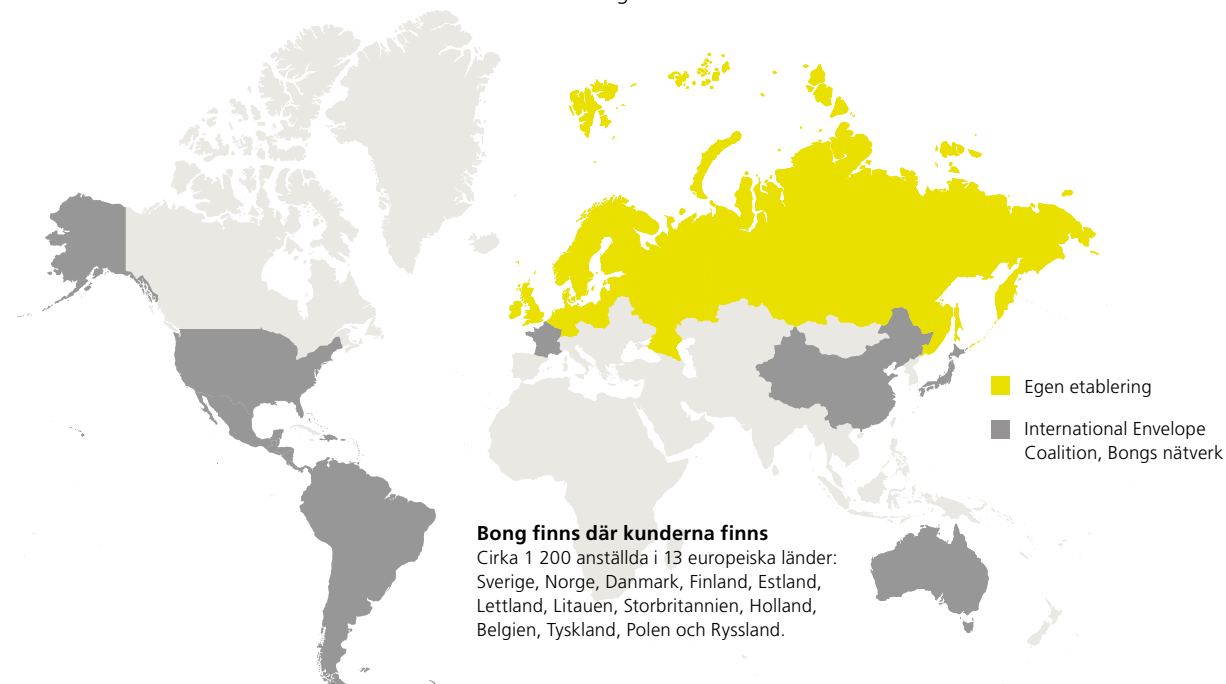 Egen etablering
International Envelope
Coalition, Bongs nätverk
Bong finns där kunderna finns
Cirka 1 200 anställda i 13 europeiska länder:
Sverige, Norge, Danmark, Finland, Estland,
Lettland, Litauen, Storbritannien, Holland,
Belgien, Tyskland, Polen och Ryssland.